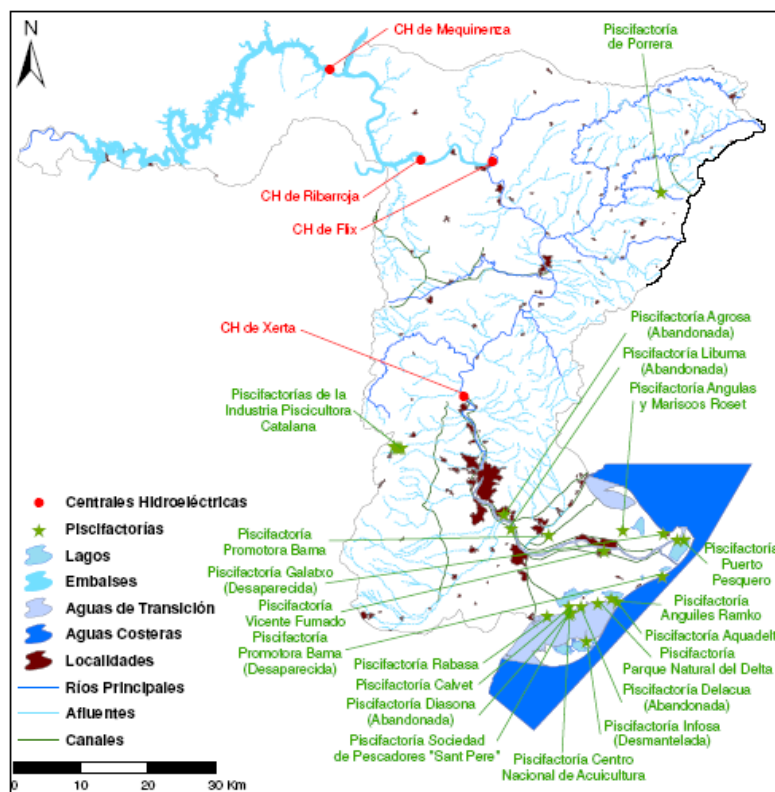 N
CH de Mequinenza
Piscifactoría
de Porrera
CH de Ribarroja
CH de Flix
CH de Xerta
Piscifactoría Agrosa
(Abandonada)
Piscifactoría Liburna
(Abandonada)
Piscifactoría Angulas
y Mariscos Roset
Piscifactorías de la
Industria Piscicultora
Catalana
Centrales Hidroeléctricas
Piscifactorías
Lagos
Embalses
Aguas de Transición
Aguas Costeras
Localidades
Ríos Principales
Afluentes
Canales
0 10 20 30 Km
Piscifactoría
Promotora Barna
Piscifactoría Galatxo
(Desaparecida)
Piscifactoría
Vicente Fumado
Piscifactoría
Promotora Barna
(Desaparecida)
Piscifactoría
Puerto
Pesquero
Piscifactoría
Anguiles Ramko
Piscifactoría Aquadelt
Piscifactoría
Parque Natural del Delta
Piscifactoría Delacua
(Abandonada)
Piscifactoría Infosa
(Desmantelada)
Piscifactoría Rabasa
Piscifactoría Calvet
Piscifactoría Diasona
(Abandonada)
Piscifactoría Sociedad
de Pescadores "Sant Pere"
Piscifactoría Centro
Nacional de Acuicultura